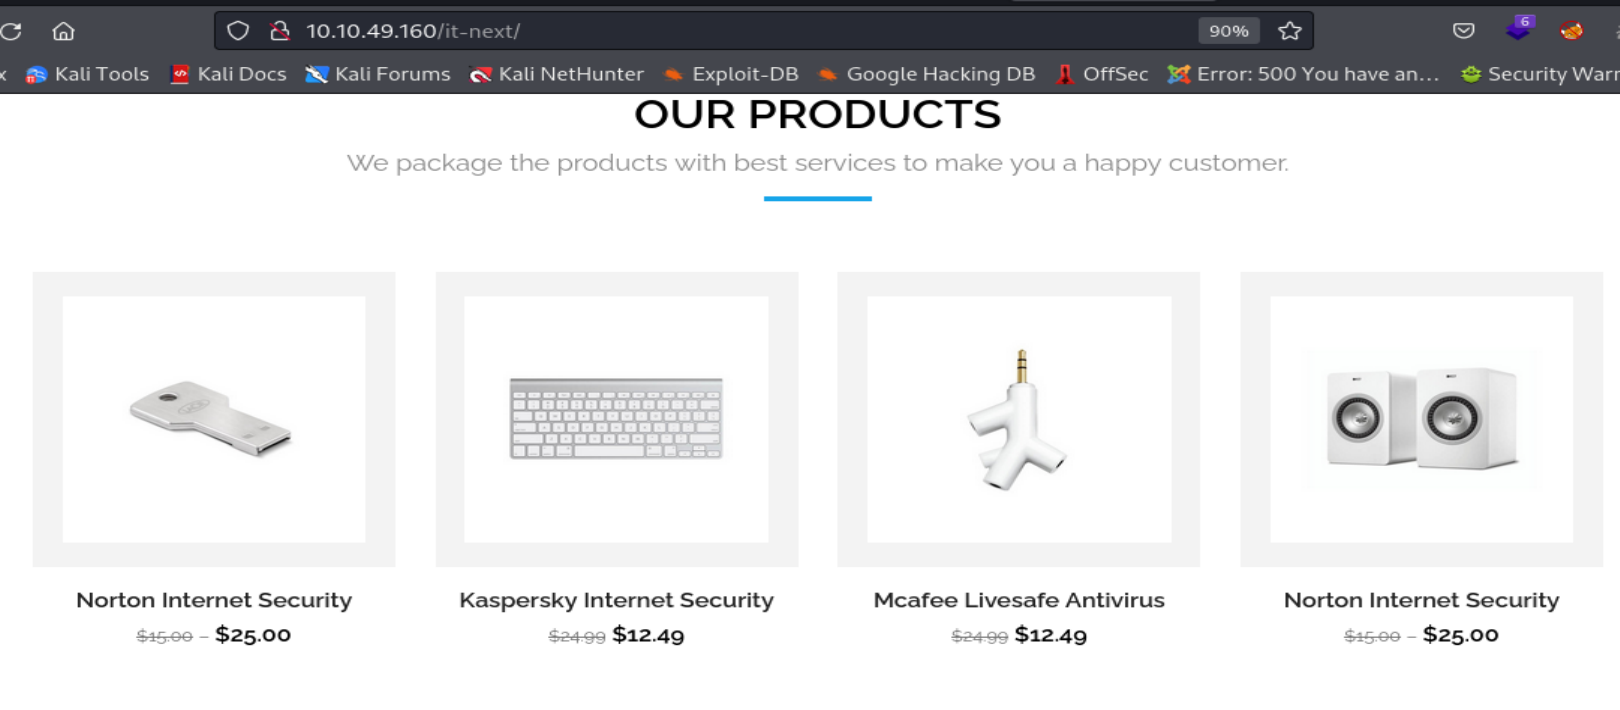 10.10.49.160/it-next/
90%
6
x Kali Tools Kali Docs Kali Forums Kali NetHunter Exploit-DB Google Hacking DB OffSec Error: 500 You have an... Security Warr
OUR PRODUCTS
We package the products with best services to make you a happy customer.
Norton Internet Security
$15.00 – $25.00
Kaspersky Internet Security
$24.99 $12.49
Mcafee Livesafe Antivirus
$24.99 $12.49
Norton Internet Security
$15.00 – $25.00